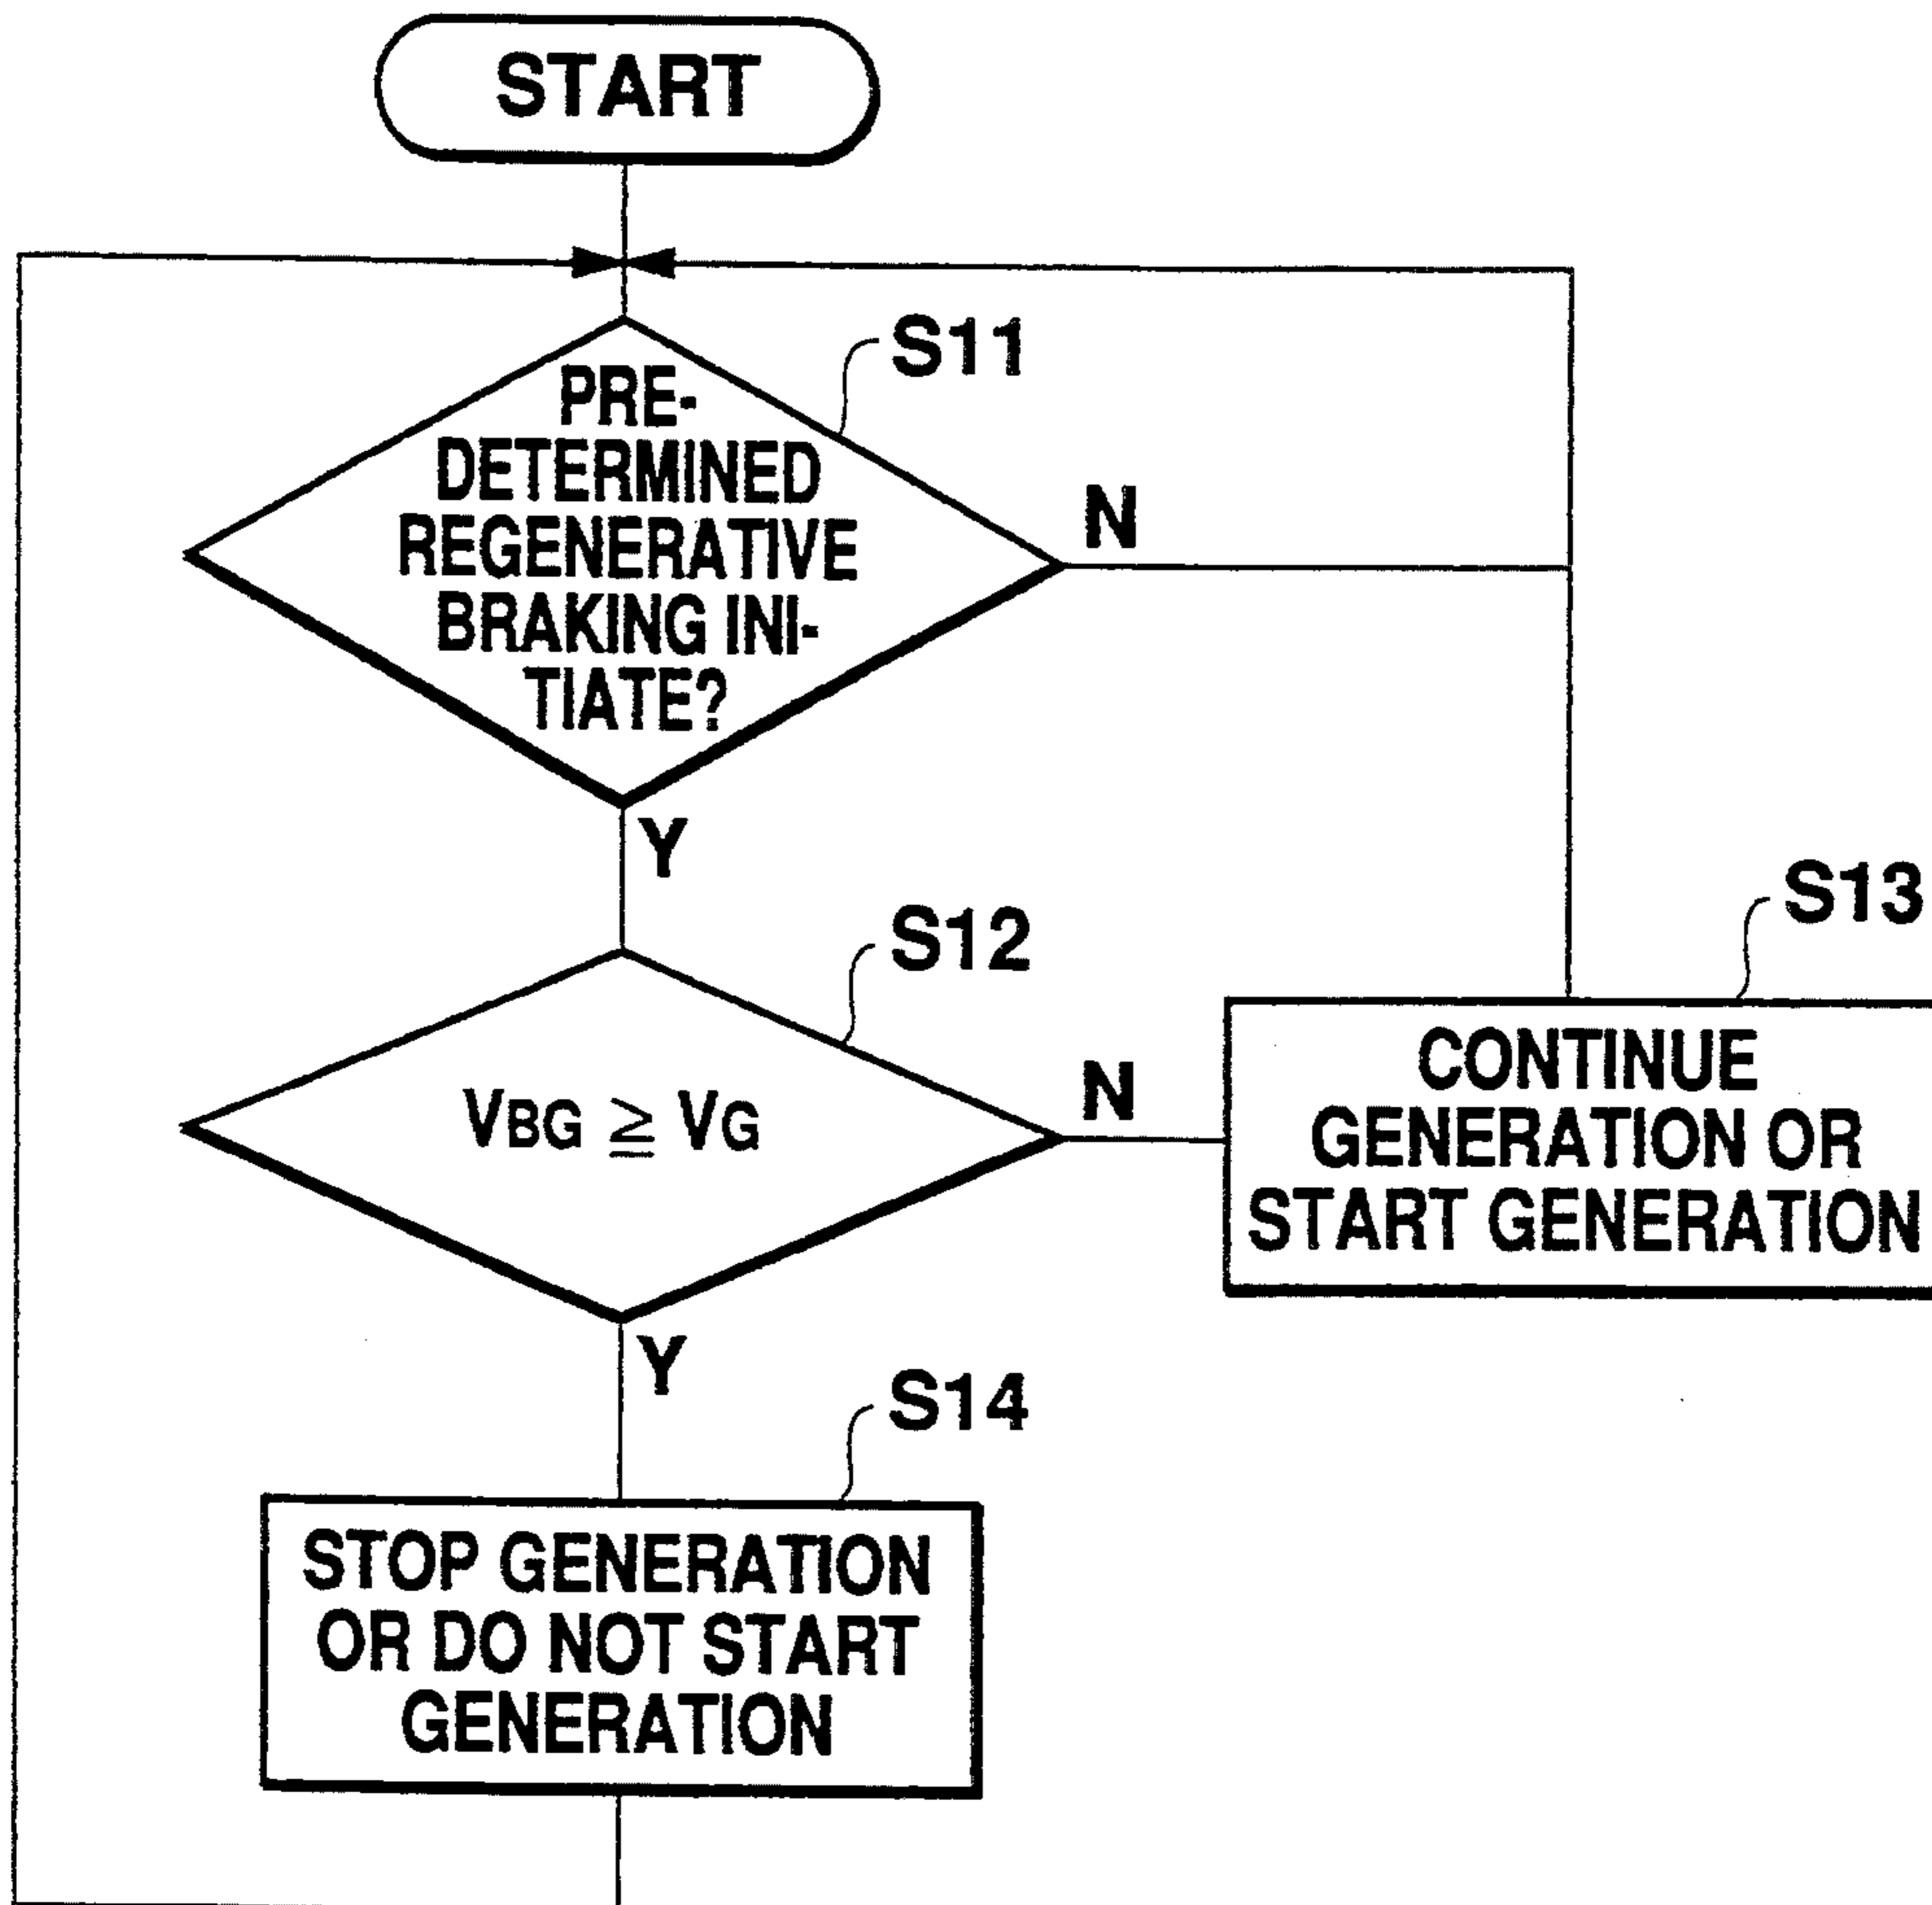 START
S11
PRE-
DETERMINED
REGENERATIVE
BRAKING INI-
TIATE?
N
Y
S12
VBG ≧ VG
N
S13
CONTINUE
GENERATION OR
START GENERATION
Y
S14
STOP GENERATION
OR DO NOT START
GENERATION